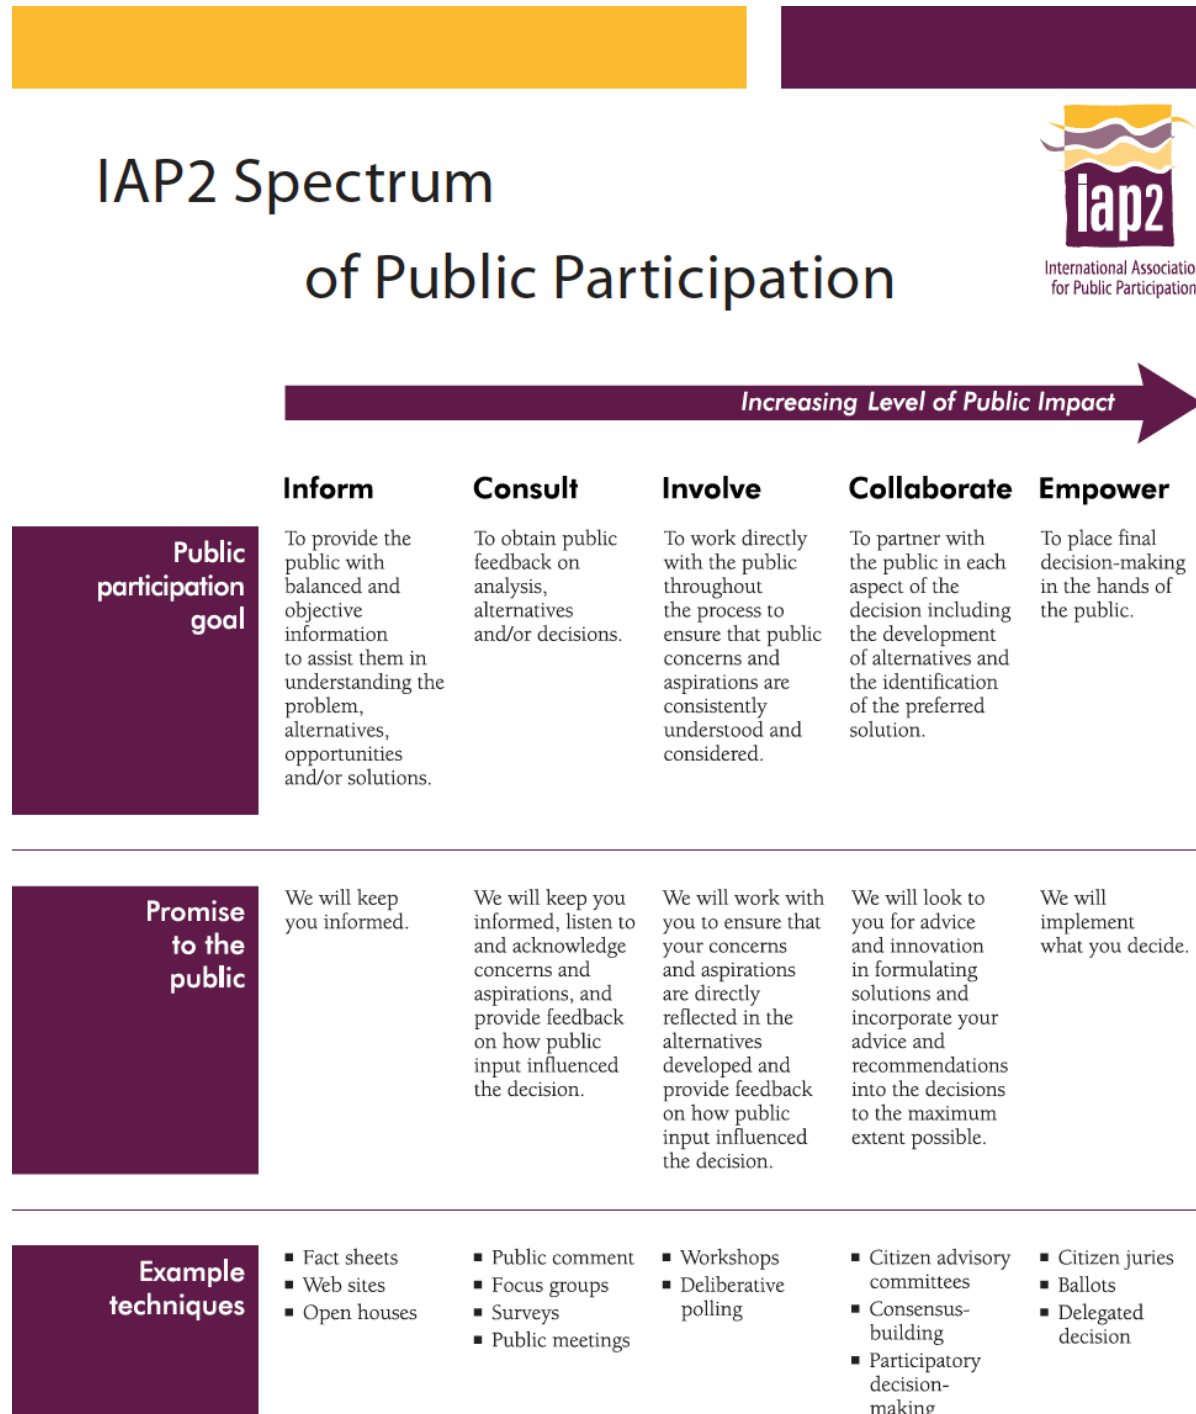 IAP2 Spectrum
of Public Participation
iap2
International Associatio
for Public Participation
Increasing Level of Public Impact
Inform
Consult
Involve
Collaborate
Empower
Public
participation
goal
To provide the
public with
balanced and
objective
information
to assist them in
understanding the
problem,
alternatives,
opportunities
and/or solutions.
To obtain public
feedback on
analysis,
alternatives
and/or decisions.
To work directly
with the public
throughout
the process to
ensure that public
concerns and
aspirations are
consistently
understood and
considered.
To partner with
the public in each
aspect of the
decision including
the development
of alternatives and
the identification
of the preferred
solution.
To place final
decision-making
in the hands of
the public.
Promise
to the
public
We will keep
you informed.
We will keep you
informed, listen to
and acknowledge
concerns and
aspirations, and
provide feedback
on how public
input influenced
the decision.
We will work with
you to ensure that
your concerns
and aspirations
are directly
reflected in the
alternatives
developed and
provide feedback
on how public
input influenced
the decision.
We will look to
you for advice
and innovation
in formulating
solutions and
incorporate your
advice and
recommendations
into the decisions
to the maximum
extent possible.
We will
implement
what you decide.
Example
techniques
▪ Fact sheets
▪ Web sites
▪ Open houses
▪ Public comment
▪ Focus groups
▪ Surveys
▪ Public meetings
▪ Workshops
▪ Deliberative
polling
▪ Citizen advisory
committees
▪ Consensus-
building
▪ Participatory
decision-
making
▪ Citizen juries
▪ Ballots
▪ Delegated
decision